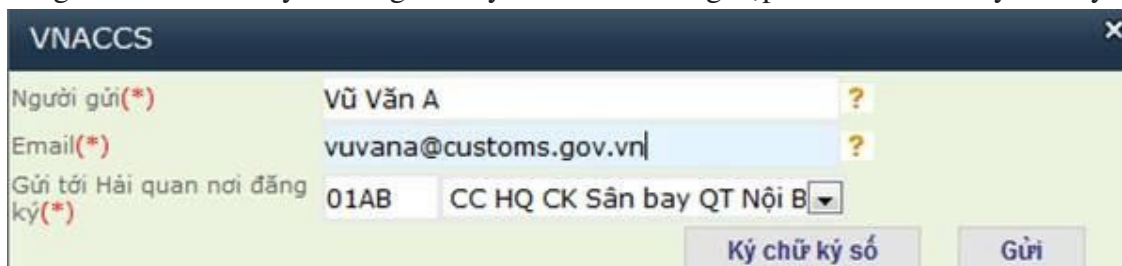 VNACCS
Người gửi(*) Vũ Văn A ?
Email(*) vuvana@customs.gov.vn ?
Gửi tới Hải quan nơi đăng ký(*) 01AB CC HQ CK Sân bay QT Nội B
Ký chữ ký số Gửi